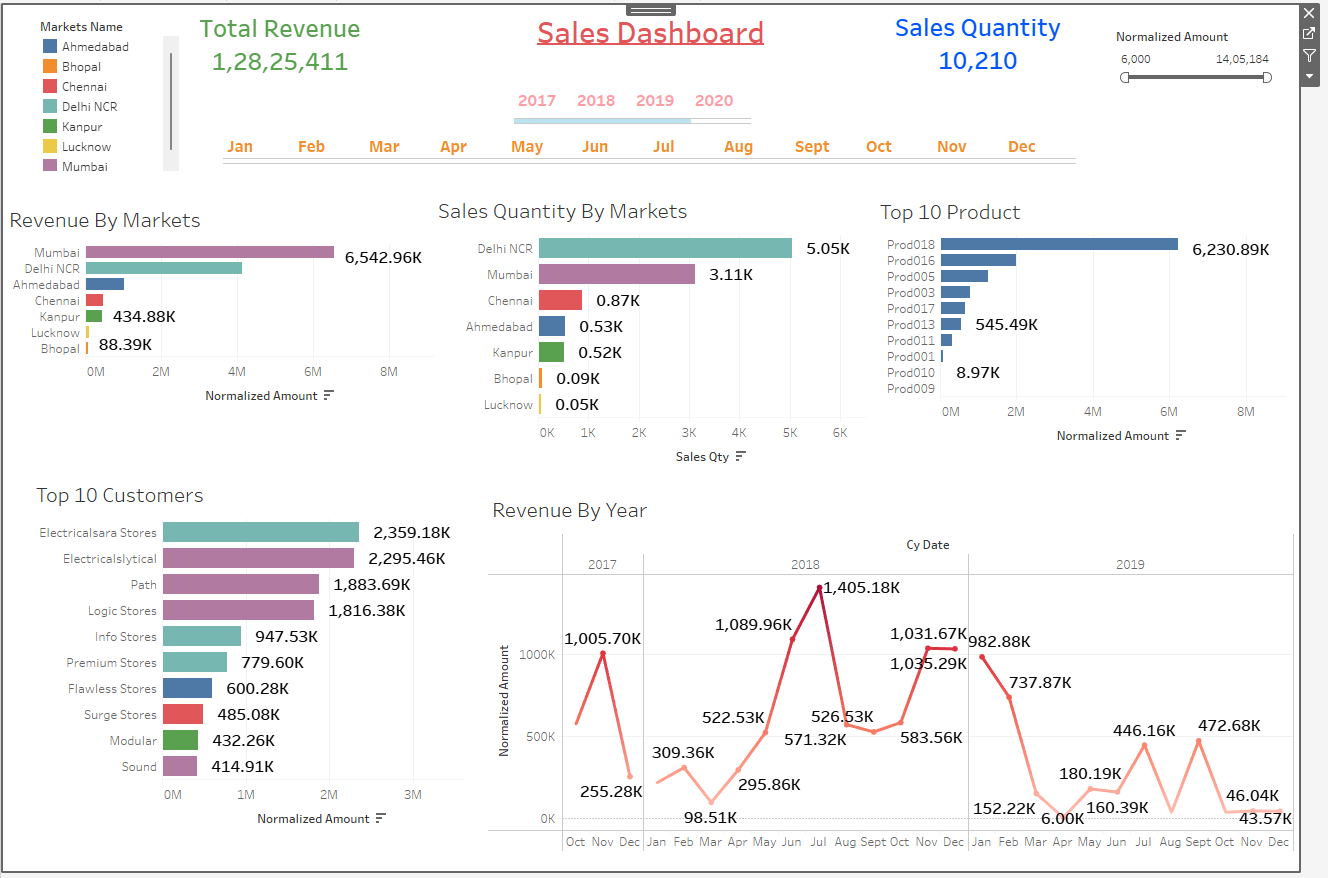 Markets Name
Ahmedabad
Bhopal
Chennai
Delhi NCR
Kanpur
Lucknow
Mumbai
Total Revenue
1,28,25,411
Sales Dashboard
Sales Quantity
10,210
Normalized Amount
6,000 14,05,184
2017 2018 2019 2020
Jan Feb Mar Apr May Jun Jul Aug Sept Oct Nov Dec
Revenue By Markets
Mumbai 6,542.96K
Delhi NCR
Ahmedabad
Chennai
Kanpur 434.88K
Lucknow
Bhopal 88.39K
0M 2M 4M 6M 8M
Normalized Amount
Sales Quantity By Markets
Delhi NCR 5.05K
Mumbai 3.11K
Chennai 0.87K
Ahmedabad 0.53K
Kanpur 0.52K
Bhopal 0.09K
Lucknow 0.05K
0K 1K 2K 3K 4K 5K 6K
Sales Qty
Top 10 Product
Prod018 6,230.89K
Prod016
Prod005
Prod003
Prod017
Prod013 545.49K
Prod011
Prod001
Prod010 8.97K
Prod009
0M 2M 4M 6M 8M
Normalized Amount
Top 10 Customers
Electricalsara Stores 2,359.18K
Electricalslytical 2,295.46K
Path 1,883.69K
Logic Stores 1,816.38K
Info Stores 947.53K
Premium Stores 779.60K
Flawless Stores 600.28K
Surge Stores 485.08K
Modular 432.26K
Sound 414.91K
0M 1M 2M 3M
Normalized Amount
Revenue By Year
Cy Date
2017 2018 2019
Normalized Amount
1000K
500K
0K
1,005.70K
255.28K
309.36K
98.51K
295.86K
522.53K
1,089.96K
1,405.18K
571.32K
526.53K
583.56K
1,031.67K
1,035.29K
982.88K
737.87K
152.22K
6.00K
180.19K
160.39K
446.16K
472.68K
46.04K
43.57K
Oct Nov Dec Jan Feb Mar Apr May Jun Jul Aug Sept Oct Nov Dec Jan Feb Mar Apr May Jun Jul Aug Sept Oct Nov Dec